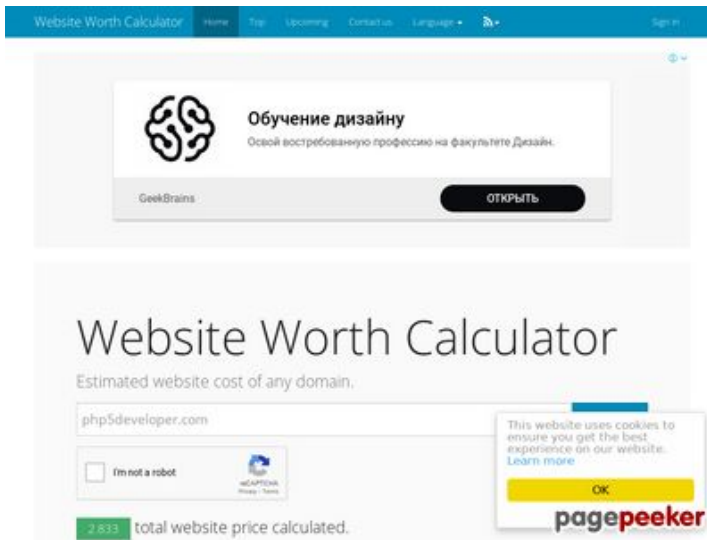 Website Worth Calculator Home Top Upcoming Contact us Language Sign in
Обучение дизайну
Освой востребованную профессию на факультете Дизайн.
GeekBrains
ОТКРЫТЬ
Website Worth Calculator
Estimated website cost of any domain.
php5developer.com
This website uses cookies to
ensure you get the best
experience on our website.
Learn more
OK
I'm not a robot
reCAPTCHA
Privacy - Terms
2.833 total website price calculated.
pagepeeker